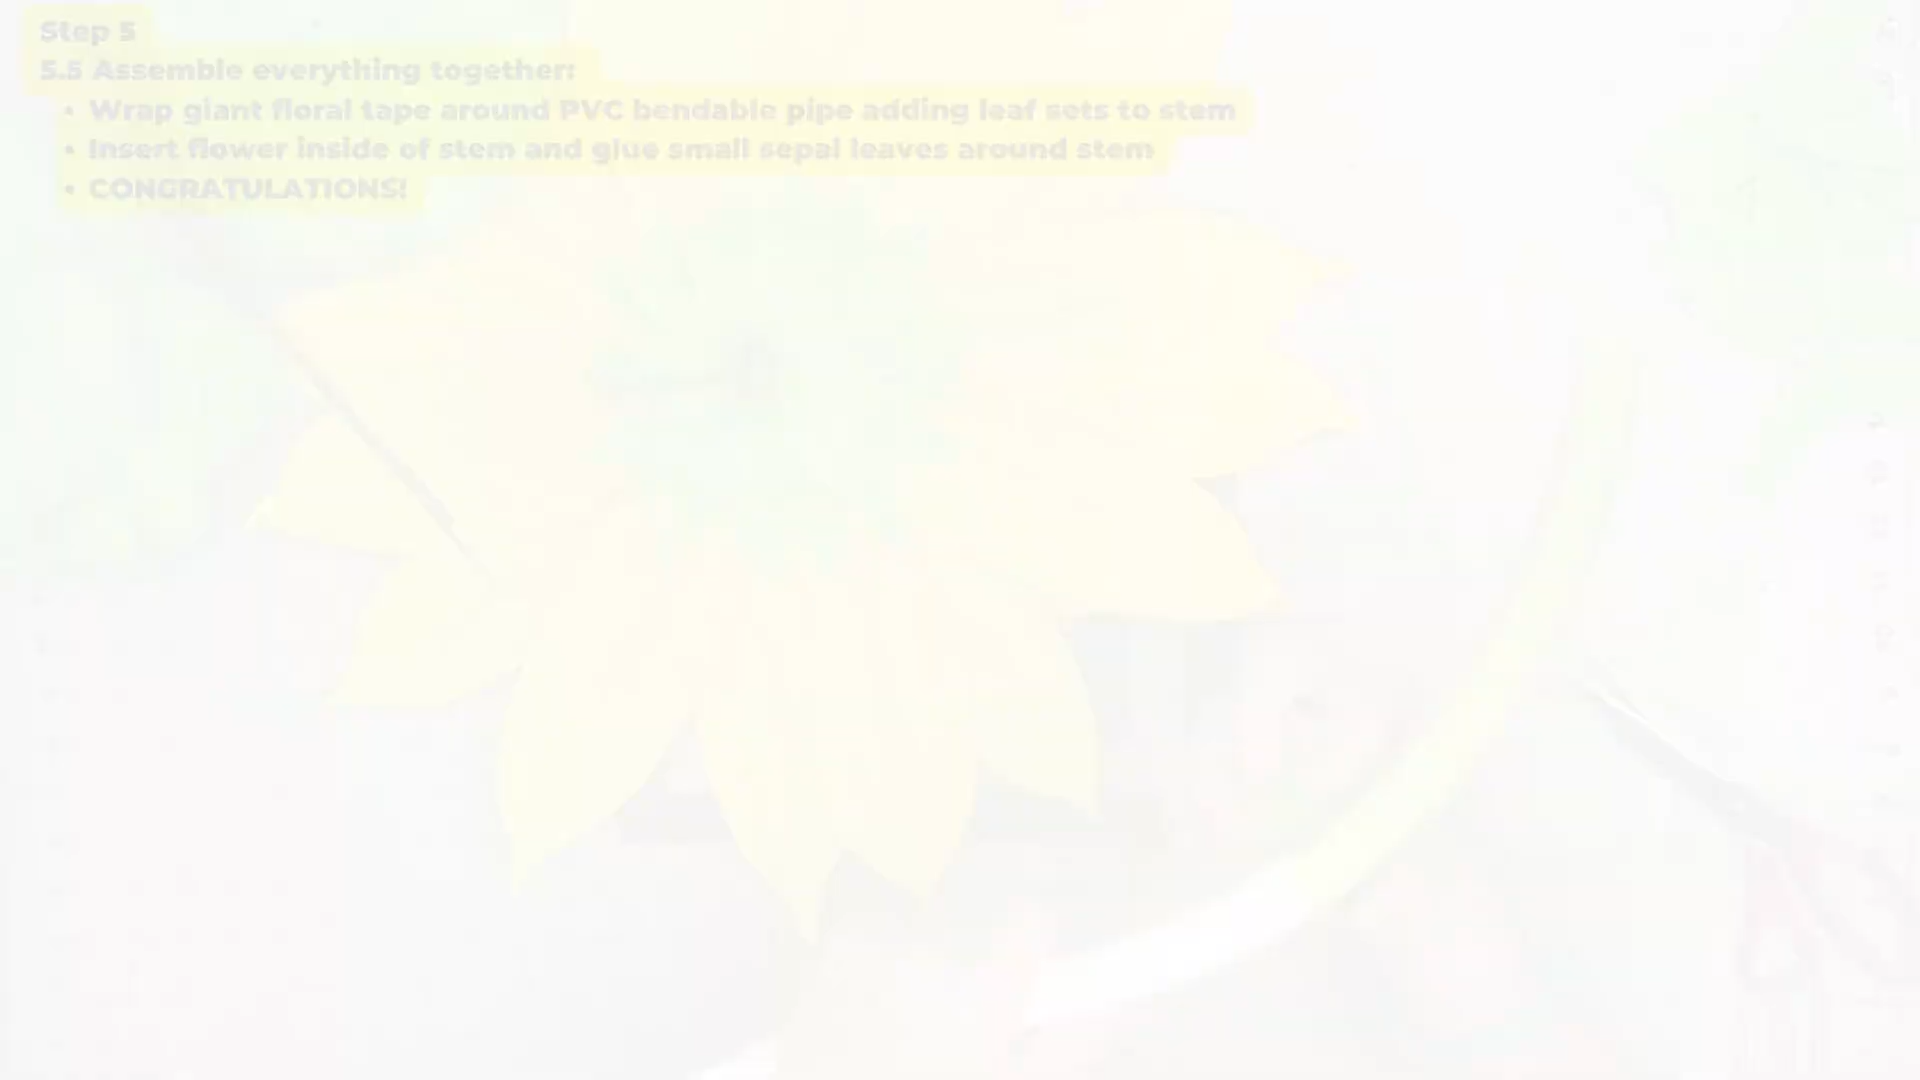 Step 5
5.5 Assemble everything together:
• Wrap giant floral tape around PVC bendable pipe adding leaf sets to stem
• Insert flower inside of stem and glue small sepal leaves around stem
• CONGRATULATIONS!